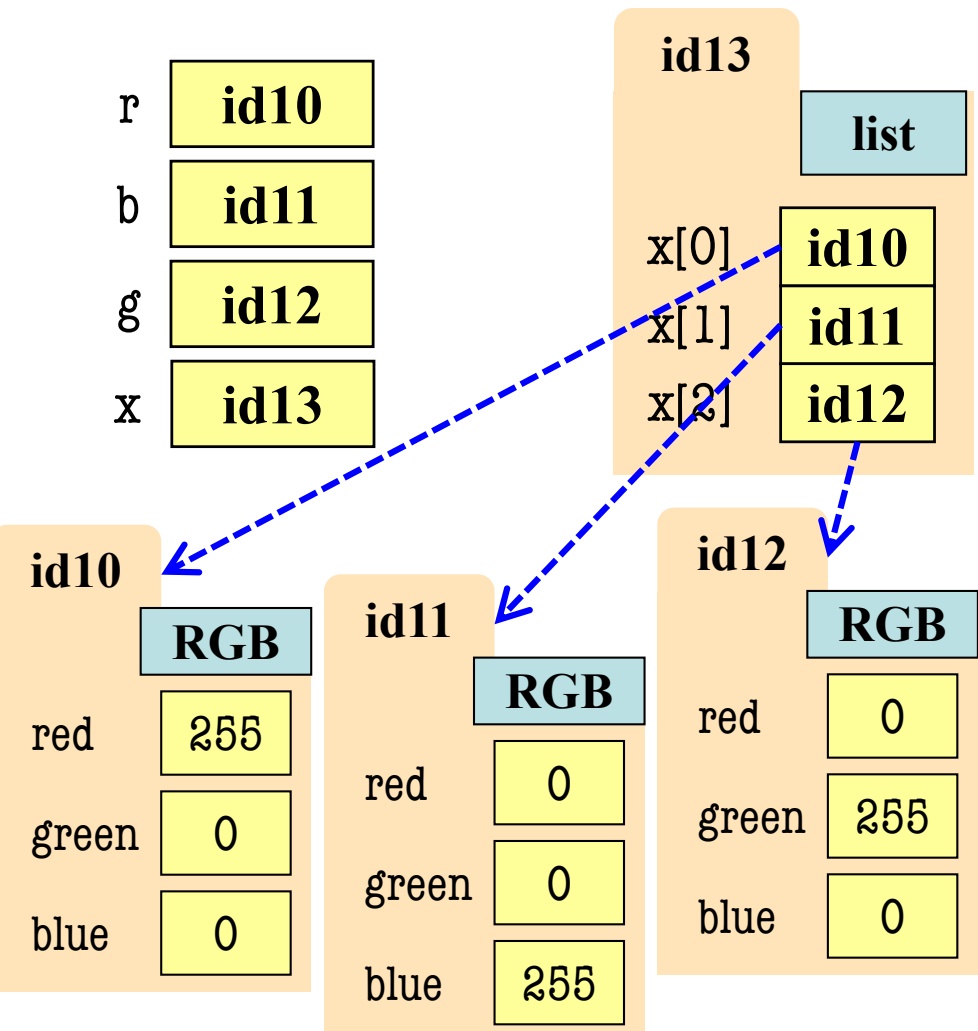 r id10
b id11
g id12
x id13
id13
list
x[0] id10
x[1] id11
x[2] id12
id10
RGB
red 255
green 0
blue 0
id11
RGB
red 0
green 0
blue 255
id12
RGB
red 0
green 255
blue 0